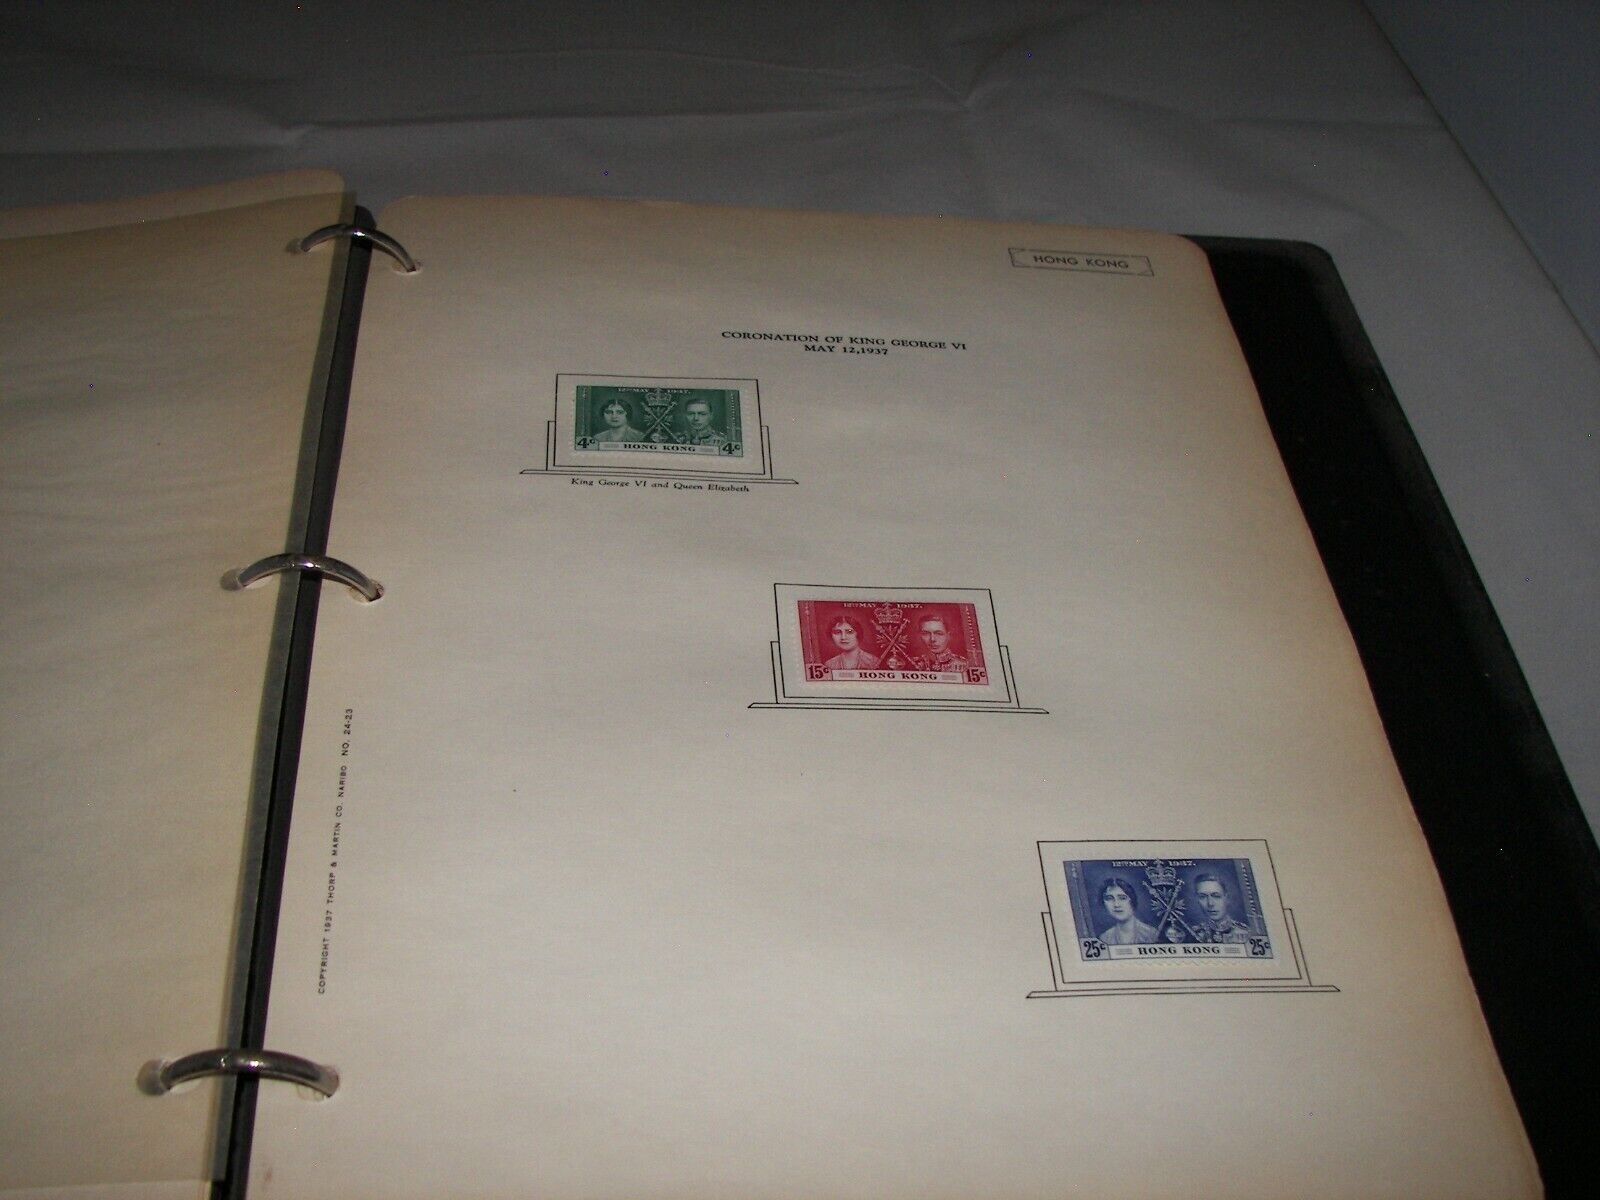 HONG KONG
CORONATION OF KING GEORGE VI
MAY 12, 1937
12TH MAY 1937.
4c HONG KONG 4c
King George VI and Queen Elizabeth
12TH MAY 1937.
15c HONG KONG 15c
12TH MAY 1937.
25c HONG KONG 25c
COPYRIGHT 1937 THORP & MARTIN CO. NARIBO NO. 24-23